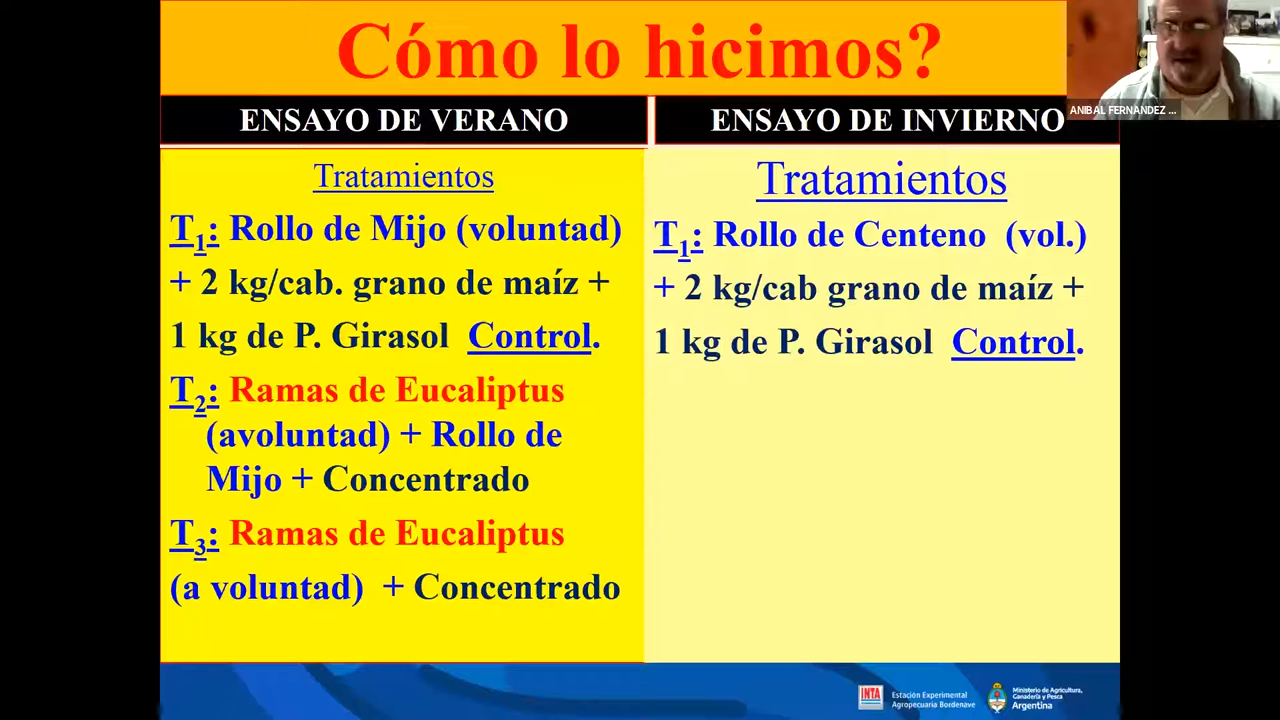 Cómo lo hicimos?
ANIBAL FERNANDEZ ...
ENSAYO DE VERANO
ENSAYO DE INVIERNO
Tratamientos
T1: Rollo de Mijo (voluntad)
+ 2 kg/cab. grano de maíz +
1 kg de P. Girasol Control.
T2: Ramas de Eucaliptus
(avoluntad) + Rollo de
Mijo + Concentrado
T3: Ramas de Eucaliptus
(a voluntad) + Concentrado
Tratamientos
T1: Rollo de Centeno (vol.)
+ 2 kg/cab grano de maíz +
1 kg de P. Girasol Control.
INTA
Estación Experimental
Agropecuaria Bordenave
Ministerio de Agricultura,
Ganadería y Pesca
Argentina